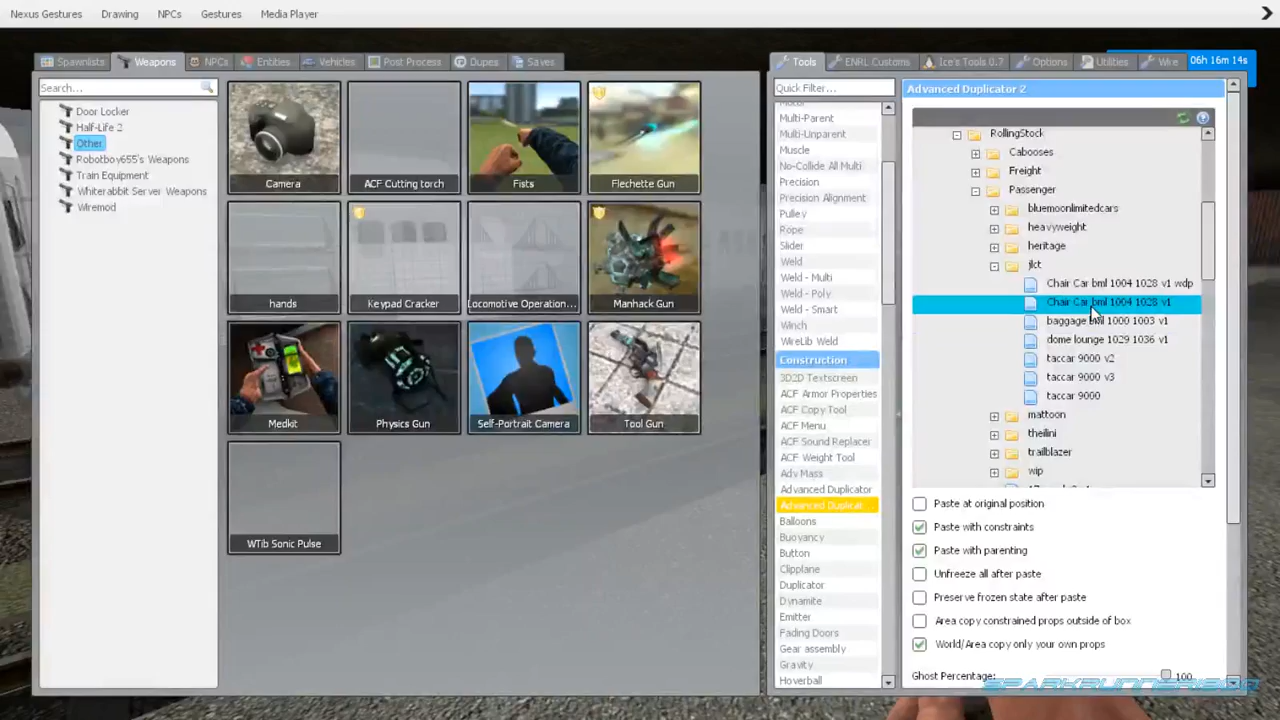 Nexus Gestures Drawing NPCs Gestures Media Player
Spawnlists Weapons NPCs Entities Vehicles Post Process Dupes Saves
Search...
Door Locker
Half-Life 2
Other
Robotboy655's Weapons
Train Equipment
Whiterabbit Server Weapons
Wiremod
Camera ACF Cutting torch Fists Flechette Gun
hands Keypad Cracker Locomotive Operation... Manhack Gun
Medkit Physics Gun Self-Portrait Camera Tool Gun
WTib Sonic Pulse
Tools ENRL Customs Ice's Tools 0.7 Options Utilities Wire 06h 16m 14s
Quick Filter...
Motor
Multi-Parent
Multi-Unparent
Muscle
No-Collide All Multi
Precision
Precision Alignment
Pulley
Rope
Slider
Weld
Weld - Multi
Weld - Poly
Weld - Smart
Winch
WireLib Weld
Construction
3D2D Textscreen
ACF Armor Properties
ACF Copy Tool
ACF Menu
ACF Sound Replacer
ACF Weight Tool
Adv Mass
Advanced Duplicator
Advanced Duplicat...
Balloons
Buoyancy
Button
Clipplane
Duplicator
Dynamite
Emitter
Fading Doors
Gear assembly
Gravity
Hoverball
Advanced Duplicator 2
RollingStock
Cabooses
Freight
Passenger
bluemoonlimitedcars
heavyweight
heritage
jlct
Chair Car bml 1004 1028 v1 wdp
Chair Car bml 1004 1028 v1
baggage bml 1000 1003 v1
dome lounge 1029 1036 v1
taccar 9000 v2
taccar 9000 v3
taccar 9000
mattoon
theilini
trailblazer
wip
Paste at original position
Paste with constraints
Paste with parenting
Unfreeze all after paste
Preserve frozen state after paste
Area copy constrained props outside of box
World/Area copy only your own props
Ghost Percentage: 100